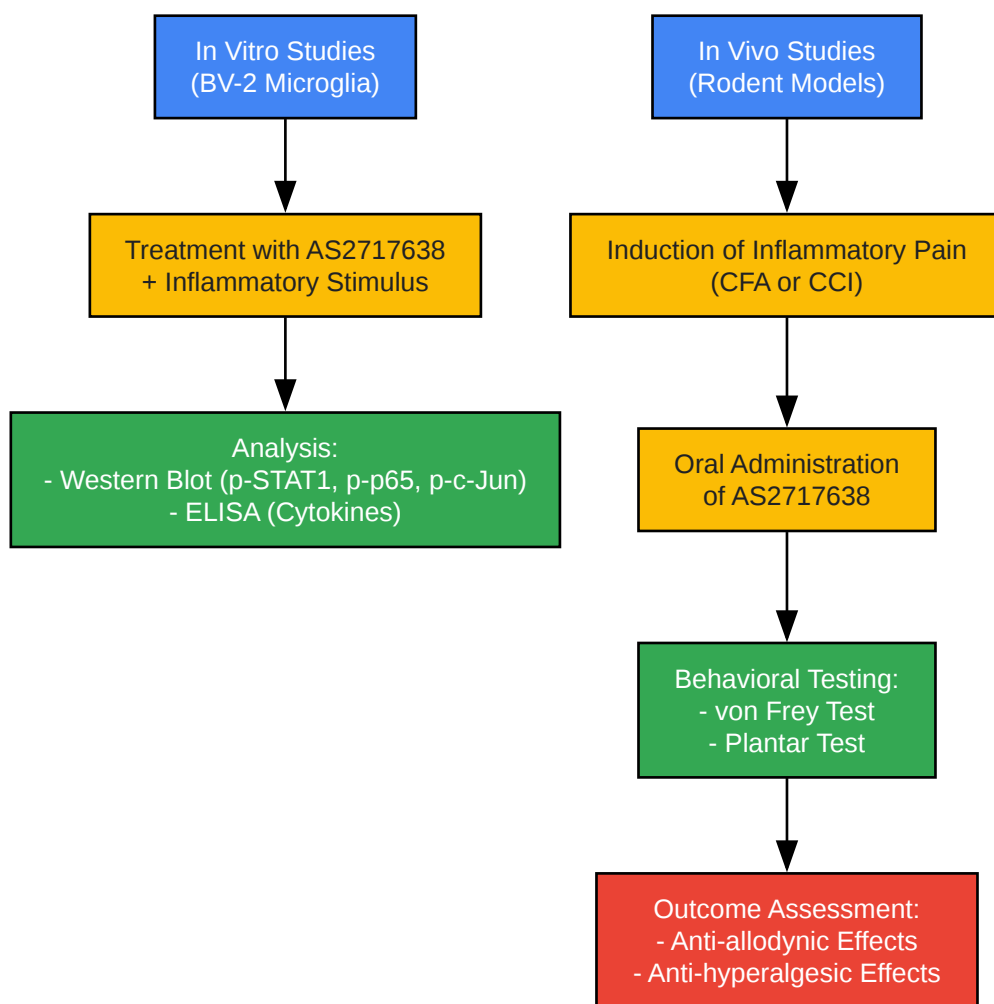 In Vitro Studies
(BV-2 Microglia)
Treatment with AS2717638
+ Inflammatory Stimulus
Analysis:
- Western Blot (p-STAT1, p-p65, p-c-Jun)
- ELISA (Cytokines)
In Vivo Studies
(Rodent Models)
Induction of Inflammatory Pain
(CFA or CCI)
Oral Administration
of AS2717638
Behavioral Testing:
- von Frey Test
- Plantar Test
Outcome Assessment:
- Anti-allodynic Effects
- Anti-hyperalgesic Effects